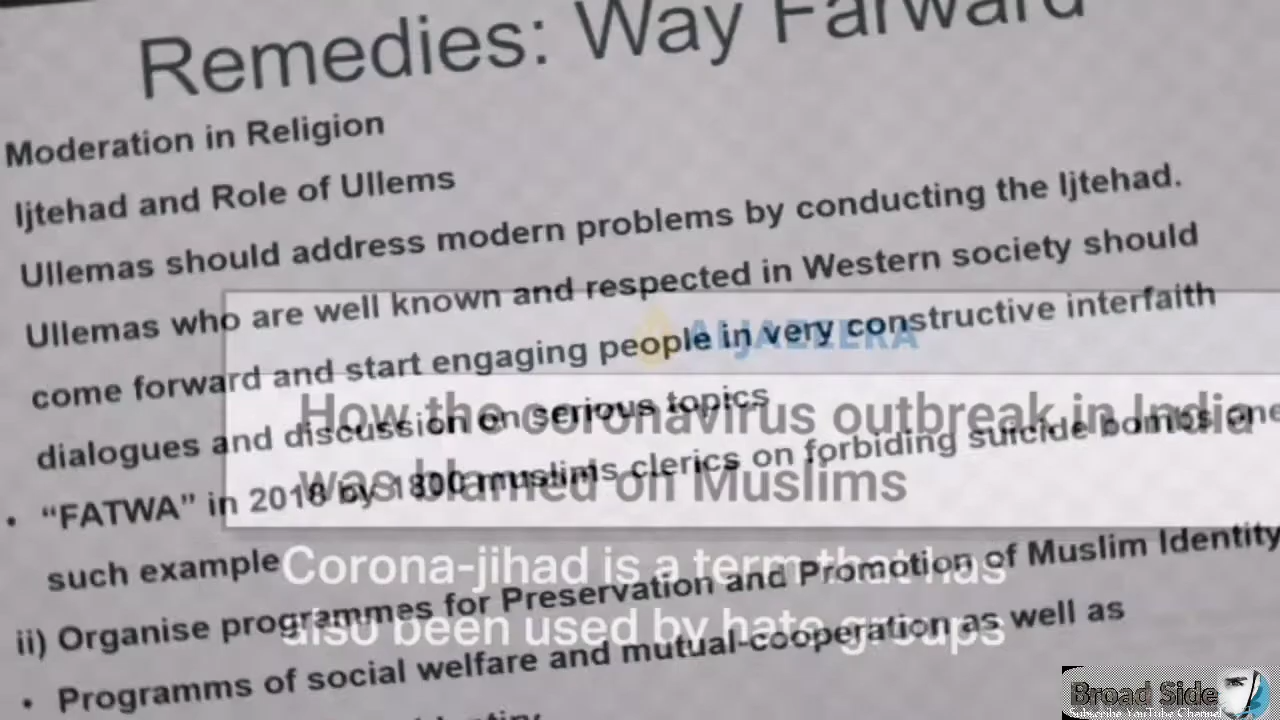 Remedies: Way Farward
Moderation in Religion
Ijtehad and Role of Ullems
Ullemas should address modern problems by conducting the Ijtehad.
Ullemas who are well known and respected in Western society should
come forward and start engaging people in very constructive interfaith
dialogues and discussion on serious topics
• “FATWA” in 2018 by 1800 muslims clerics on forbiding suicide bombs one
such example
ii) Organise programmes for Preservation and Promotion of Muslim Identity
• Programms of social welfare and mutual-cooperation as well as
ALJAZEERA
How the coronavirus outbreak in India
was blamed on Muslims
Corona-jihad is a term that has
also been used by hate groups
Broad Side
Subscribe YouTube Channel